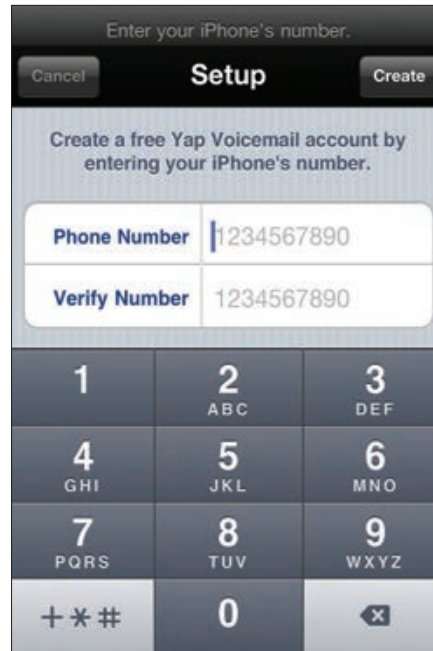 Enter your iPhone's number.
Cancel Setup Create
Create a free Yap Voicemail account by
entering your iPhone's number.
Phone Number 1234567890
Verify Number 1234567890
1 2 3
ABC DEF
4 5 6
GHI JKL MNO
7 8 9
PQRS TUV WXYZ
+*# 0